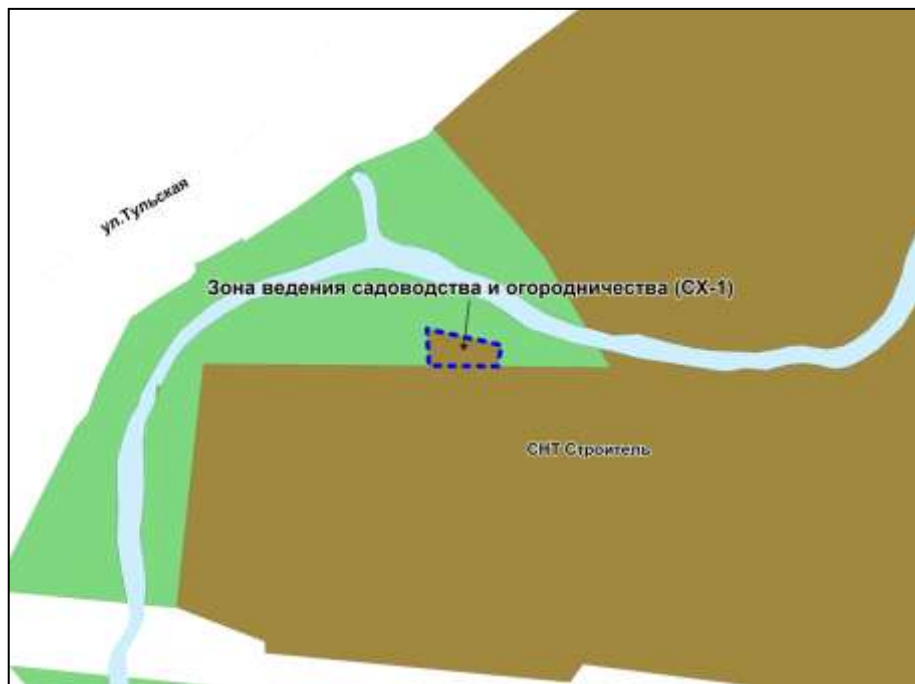 ул.Тульская
Зона ведения садоводства и огородничества (СХ-1)
СНТ Строитель